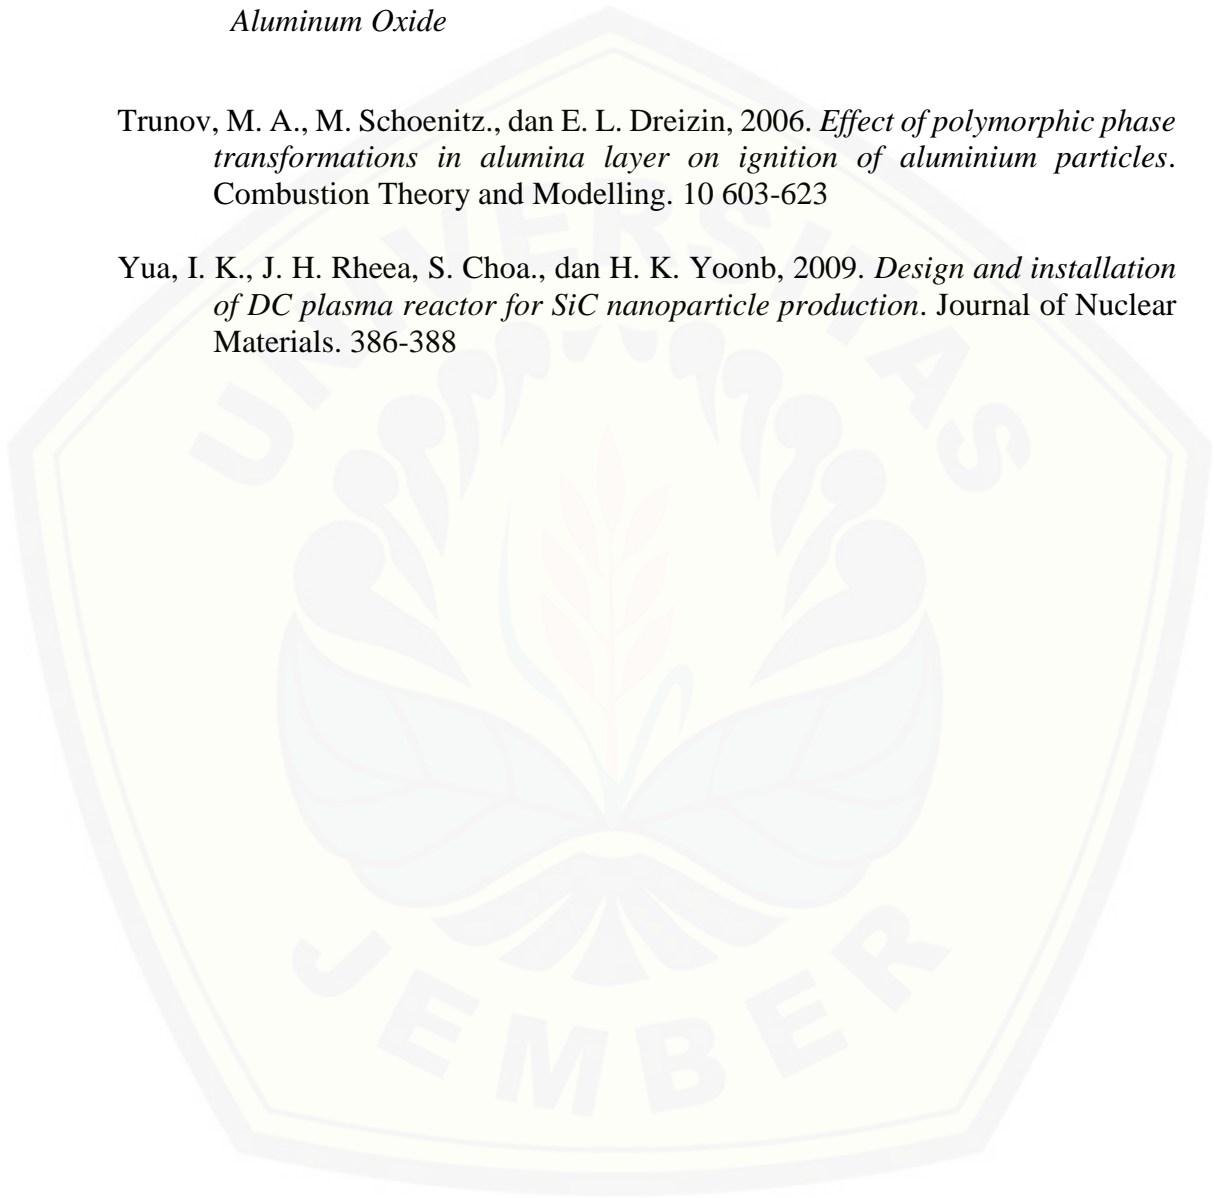 Aluminum Oxide
Trunov, M. A., M. Schoenitz., dan E. L. Dreizin, 2006. Effect of polymorphic phase
transformations in alumina layer on ignition of aluminium particles.
Combustion Theory and Modelling. 10 603-623
Yua, I. K., J. H. Rheea, S. Choa., dan H. K. Yoonb, 2009. Design and installation
of DC plasma reactor for SiC nanoparticle production. Journal of Nuclear
Materials. 386-388
UNIVERSITAS
JEMBER